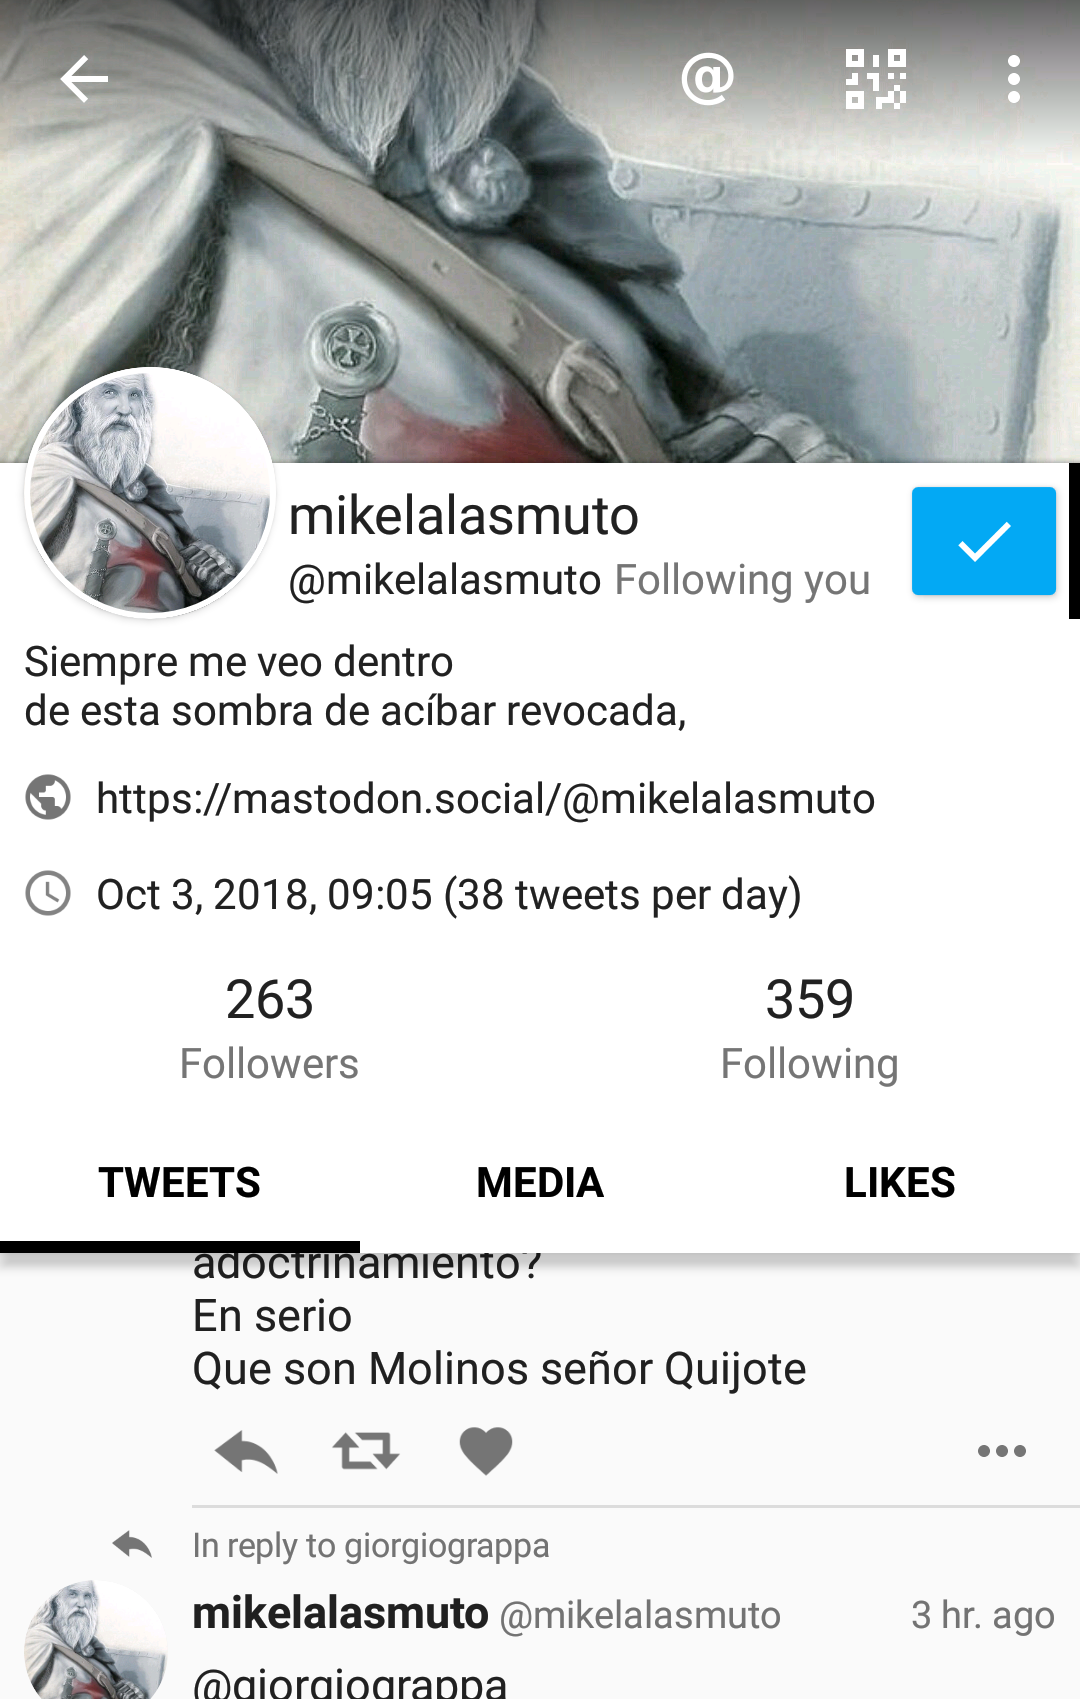 @
mikelalasmuto
@mikelalasmuto Following you
Siempre me veo dentro
de esta sombra de acíbar revocada,
https://mastodon.social/@mikelalasmuto
Oct 3, 2018, 09:05 (38 tweets per day)
263 359
Followers Following
TWEETS MEDIA LIKES
adoctrinamiento?
En serio
Que son Molinos señor Quijote
In reply to giorgiograppa
mikelalasmuto @mikelalasmuto 3 hr. ago
@giorgiograppa